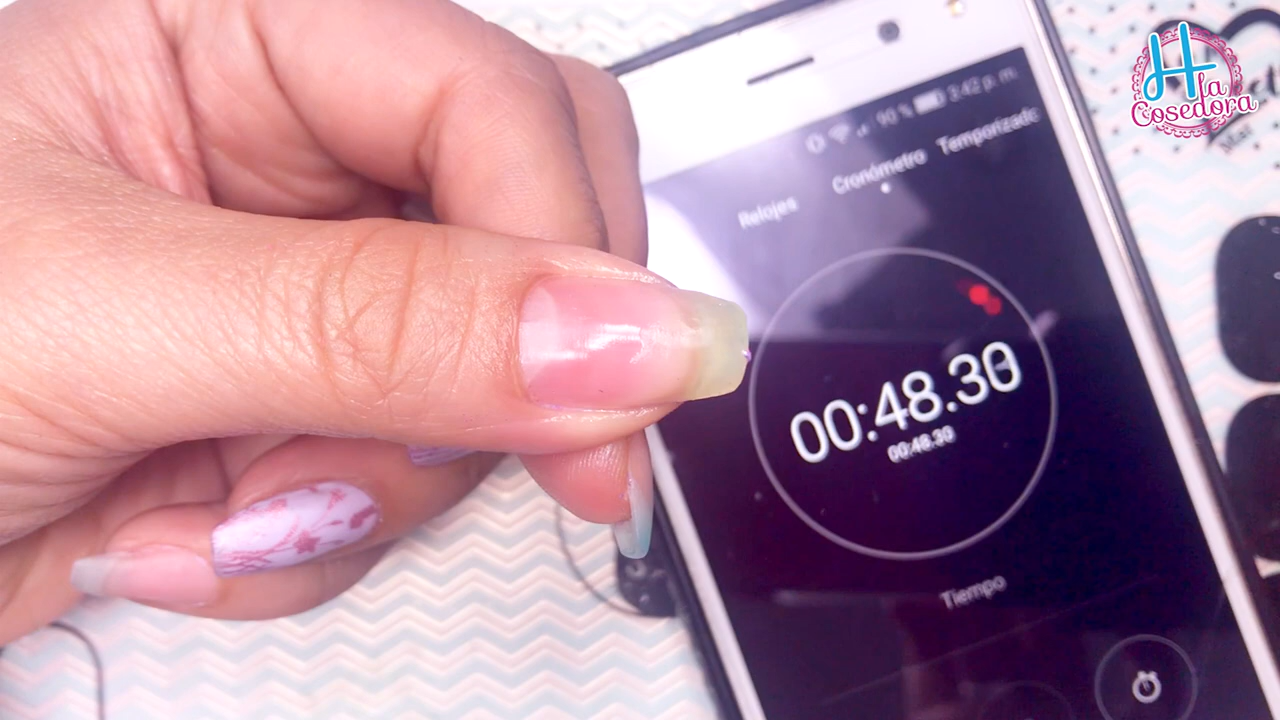 H
la
Cosedora
90 % 3:42 p. m.
Relojes Cronómetro Temporizado
00:48.30
00:48.30
Tiempo